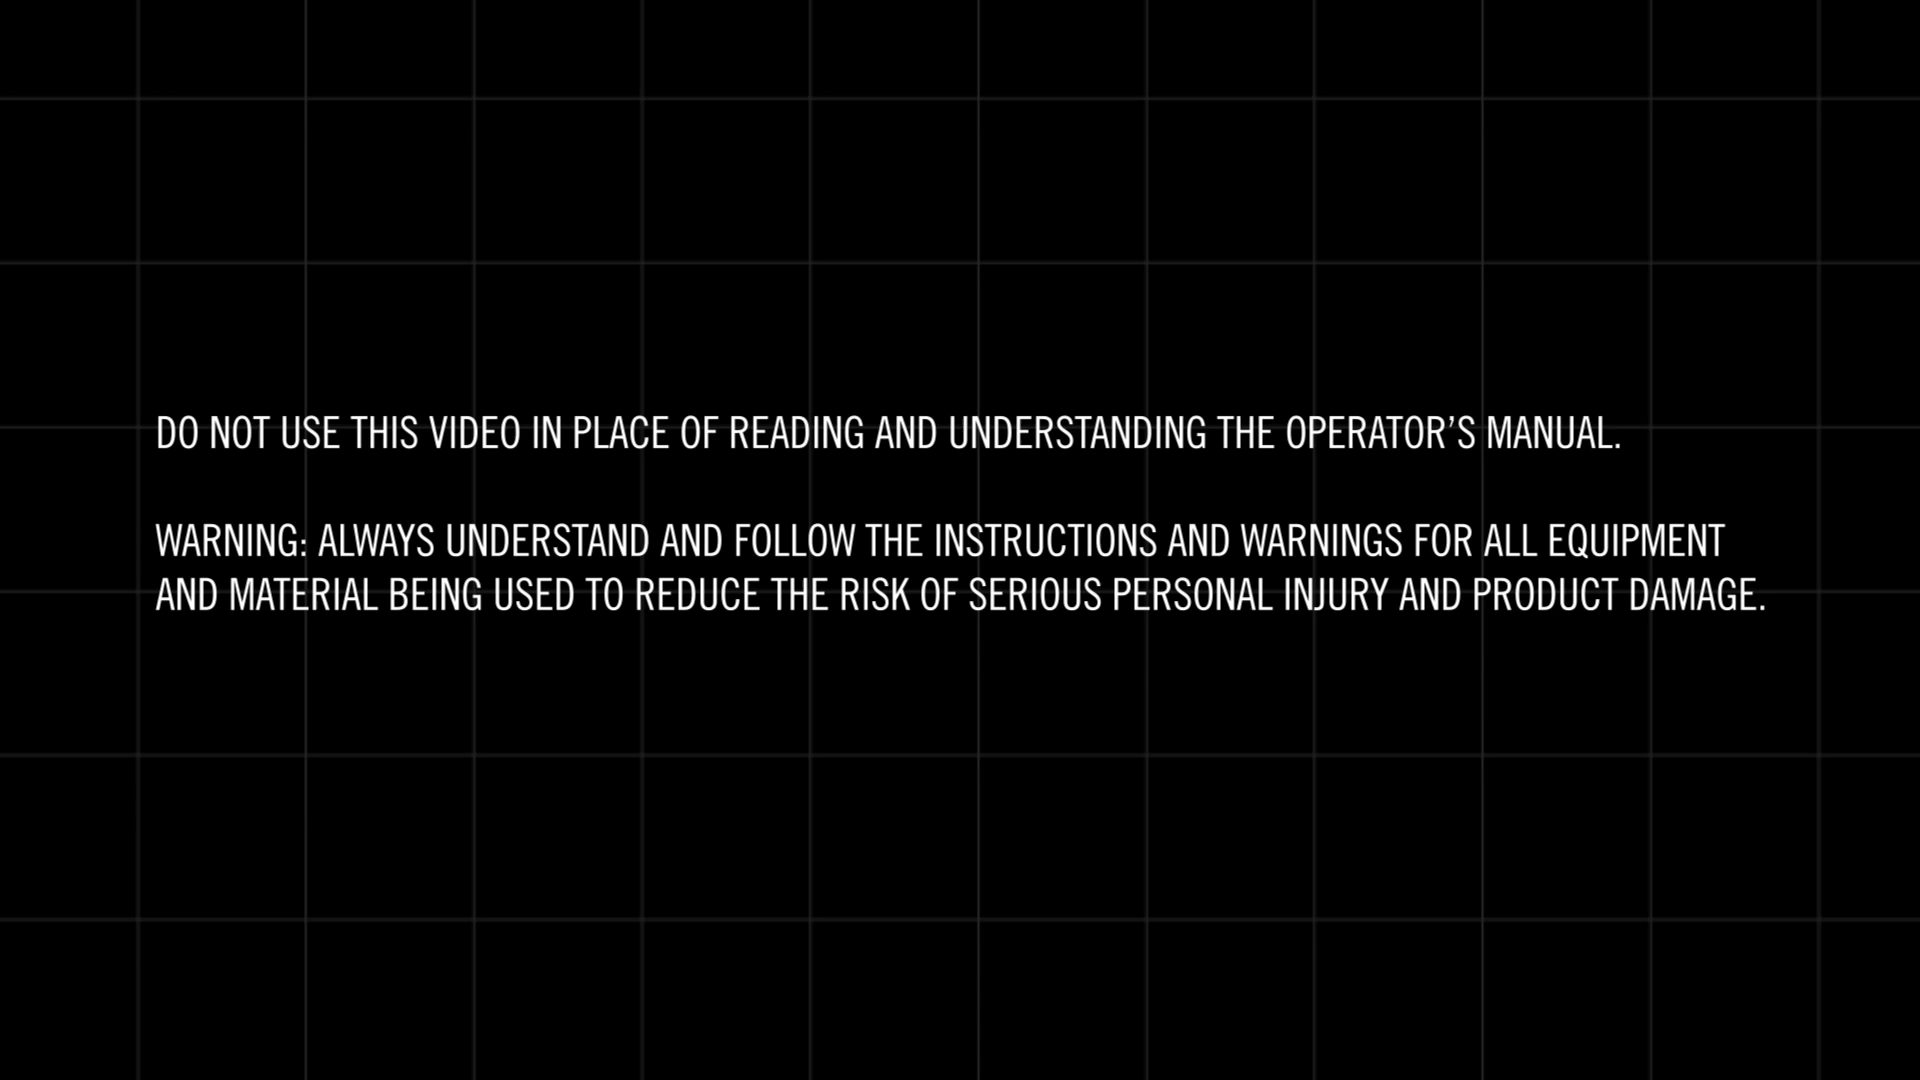 DO NOT USE THIS VIDEO IN PLACE OF READING AND UNDERSTANDING THE OPERATOR’S MANUAL.
WARNING: ALWAYS UNDERSTAND AND FOLLOW THE INSTRUCTIONS AND WARNINGS FOR ALL EQUIPMENT
AND MATERIAL BEING USED TO REDUCE THE RISK OF SERIOUS PERSONAL INJURY AND PRODUCT DAMAGE.